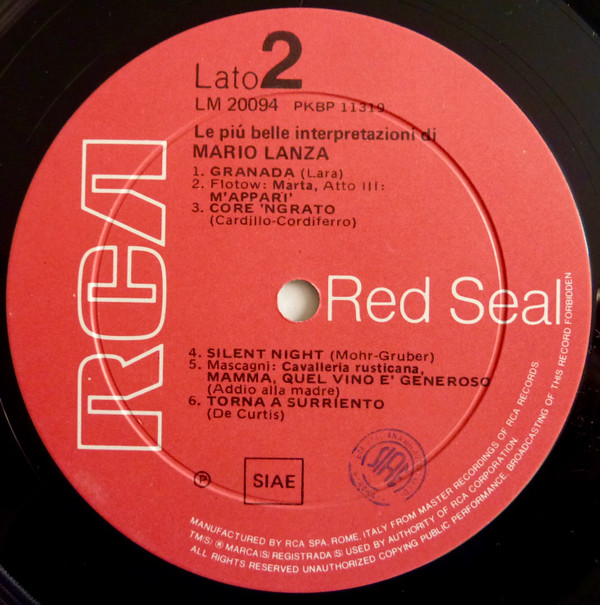 Lato 2
LM 20094 PKBP 11319
Le piú belle interpretazioni di
MARIO LANZA
1. GRANADA (Lara)
2. Flotow: Marta, Atto III:
M'APPARI'
3. CORE 'NGRATO
(Cardillo-Cordiferro)
RCA
Red Seal
4. SILENT NIGHT (Mohr-Gruber)
5. Mascagni: Cavalleria rusticana,
MAMMA, QUEL VINO E' GENEROSO
(Addio alla madre)
6. TORNA A SURRIENTO
(De Curtis)
Ⓟ
SIAE
SIAE
MANUFACTURED BY RCA SPA. ROME, ITALY FROM MASTER RECORDINGS OF RCA RECORDS
TM(S) ® MARCA(S) REGISTRADA(S) USED BY AUTHORITY OF RCA CORPORATION
ALL RIGHTS RESERVED UNAUTHORIZED COPYING PUBLIC PERFORMANCE, BROADCASTING OF THIS RECORD FORBIDDEN